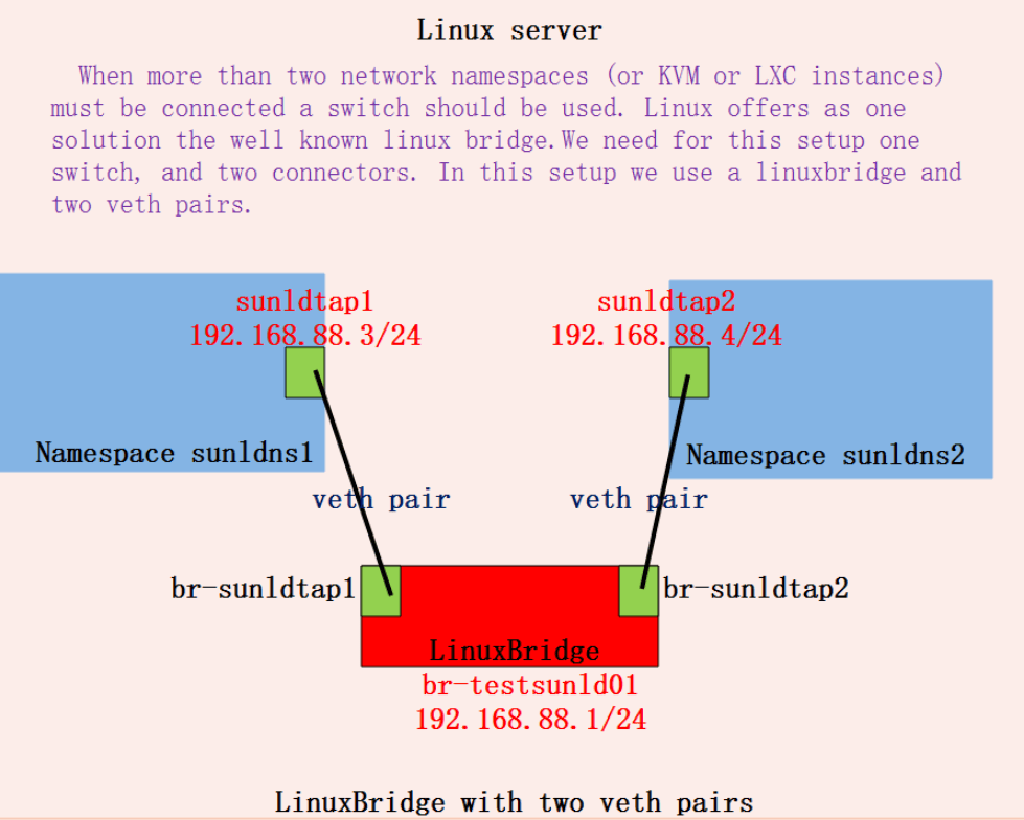 Linux server
When more than two network namespaces (or KVM or LXC instances)
must be connected a switch should be used. Linux offers as one
solution the well known linux bridge.We need for this setup one
switch, and two connectors. In this setup we use a linuxbridge and
two veth pairs.
sunldtap1
192.168.88.3/24
sunldtap2
192.168.88.4/24
Namespace sunldns1
Namespace sunldns2
veth pair
veth pair
br-sunldtap1
br-sunldtap2
LinuxBridge
br-testsunld01
192.168.88.1/24
LinuxBridge with two veth pairs